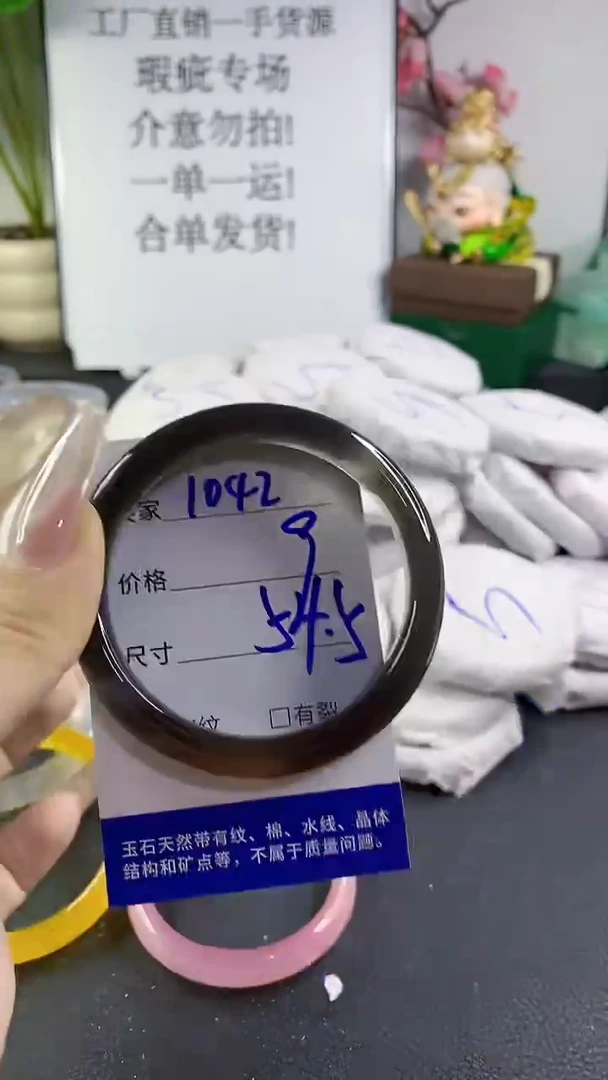 工厂直销一手货源
瑕疵专场
介意勿拍!
一单一运!
合单发货!
家 1042
价格 9
尺寸 54.5
纹 □有裂
玉石天然带有纹、棉、水线、晶体
结构和矿点等，不属于质量问题。